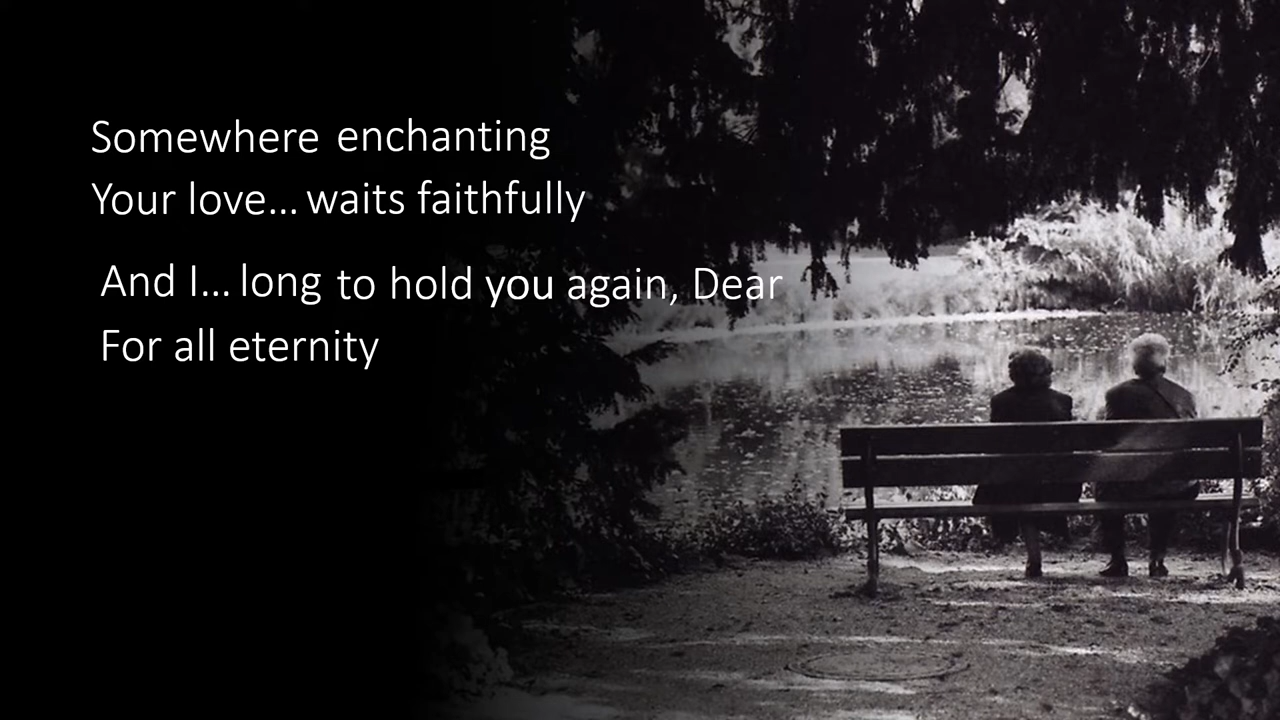 Somewhere enchanting
Your love... waits faithfully
And I... long to hold you again, Dear
For all eternity